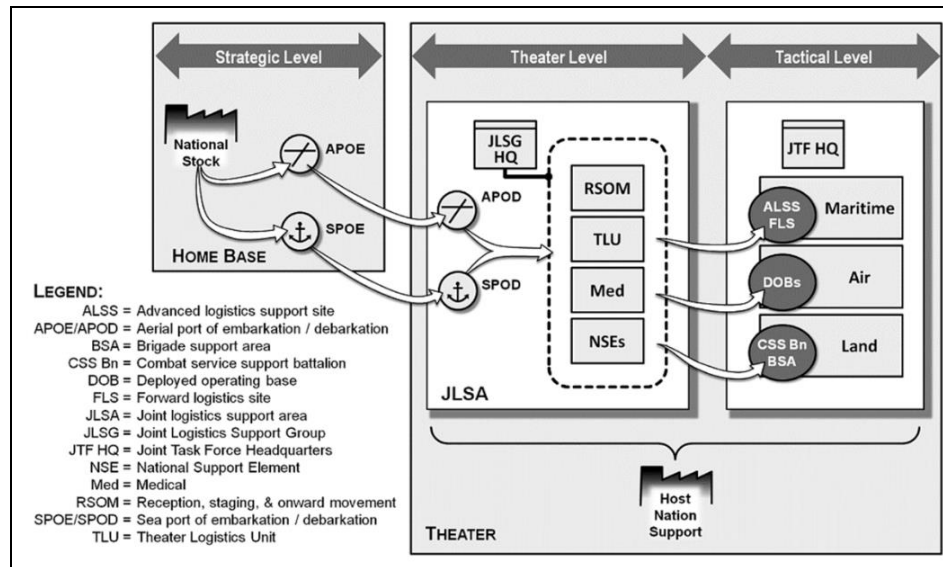 Strategic Level
Theater Level
Tactical Level
National
Stock
APOE
SPOE
HOME BASE
JLSG
HQ
APOD
SPOD
RSOM
TLU
Med
NSEs
JLSA
JTF HQ
ALSS
FLS
Maritime
DOBs
Air
CSS Bn
BSA
Land
Host
Nation
Support
THEATER
LEGEND:
ALSS = Advanced logistics support site
APOE/APOD = Aerial port of embarkation / debarkation
BSA = Brigade support area
CSS Bn = Combat service support battalion
DOB = Deployed operating base
FLS = Forward logistics site
JLSA = Joint logistics support area
JLSG = Joint Logistics Support Group
JTF HQ = Joint Task Force Headquarters
NSE = National Support Element
Med = Medical
RSOM = Reception, staging, & onward movement
SPOE/SPOD = Sea port of embarkation / debarkation
TLU = Theater Logistics Unit